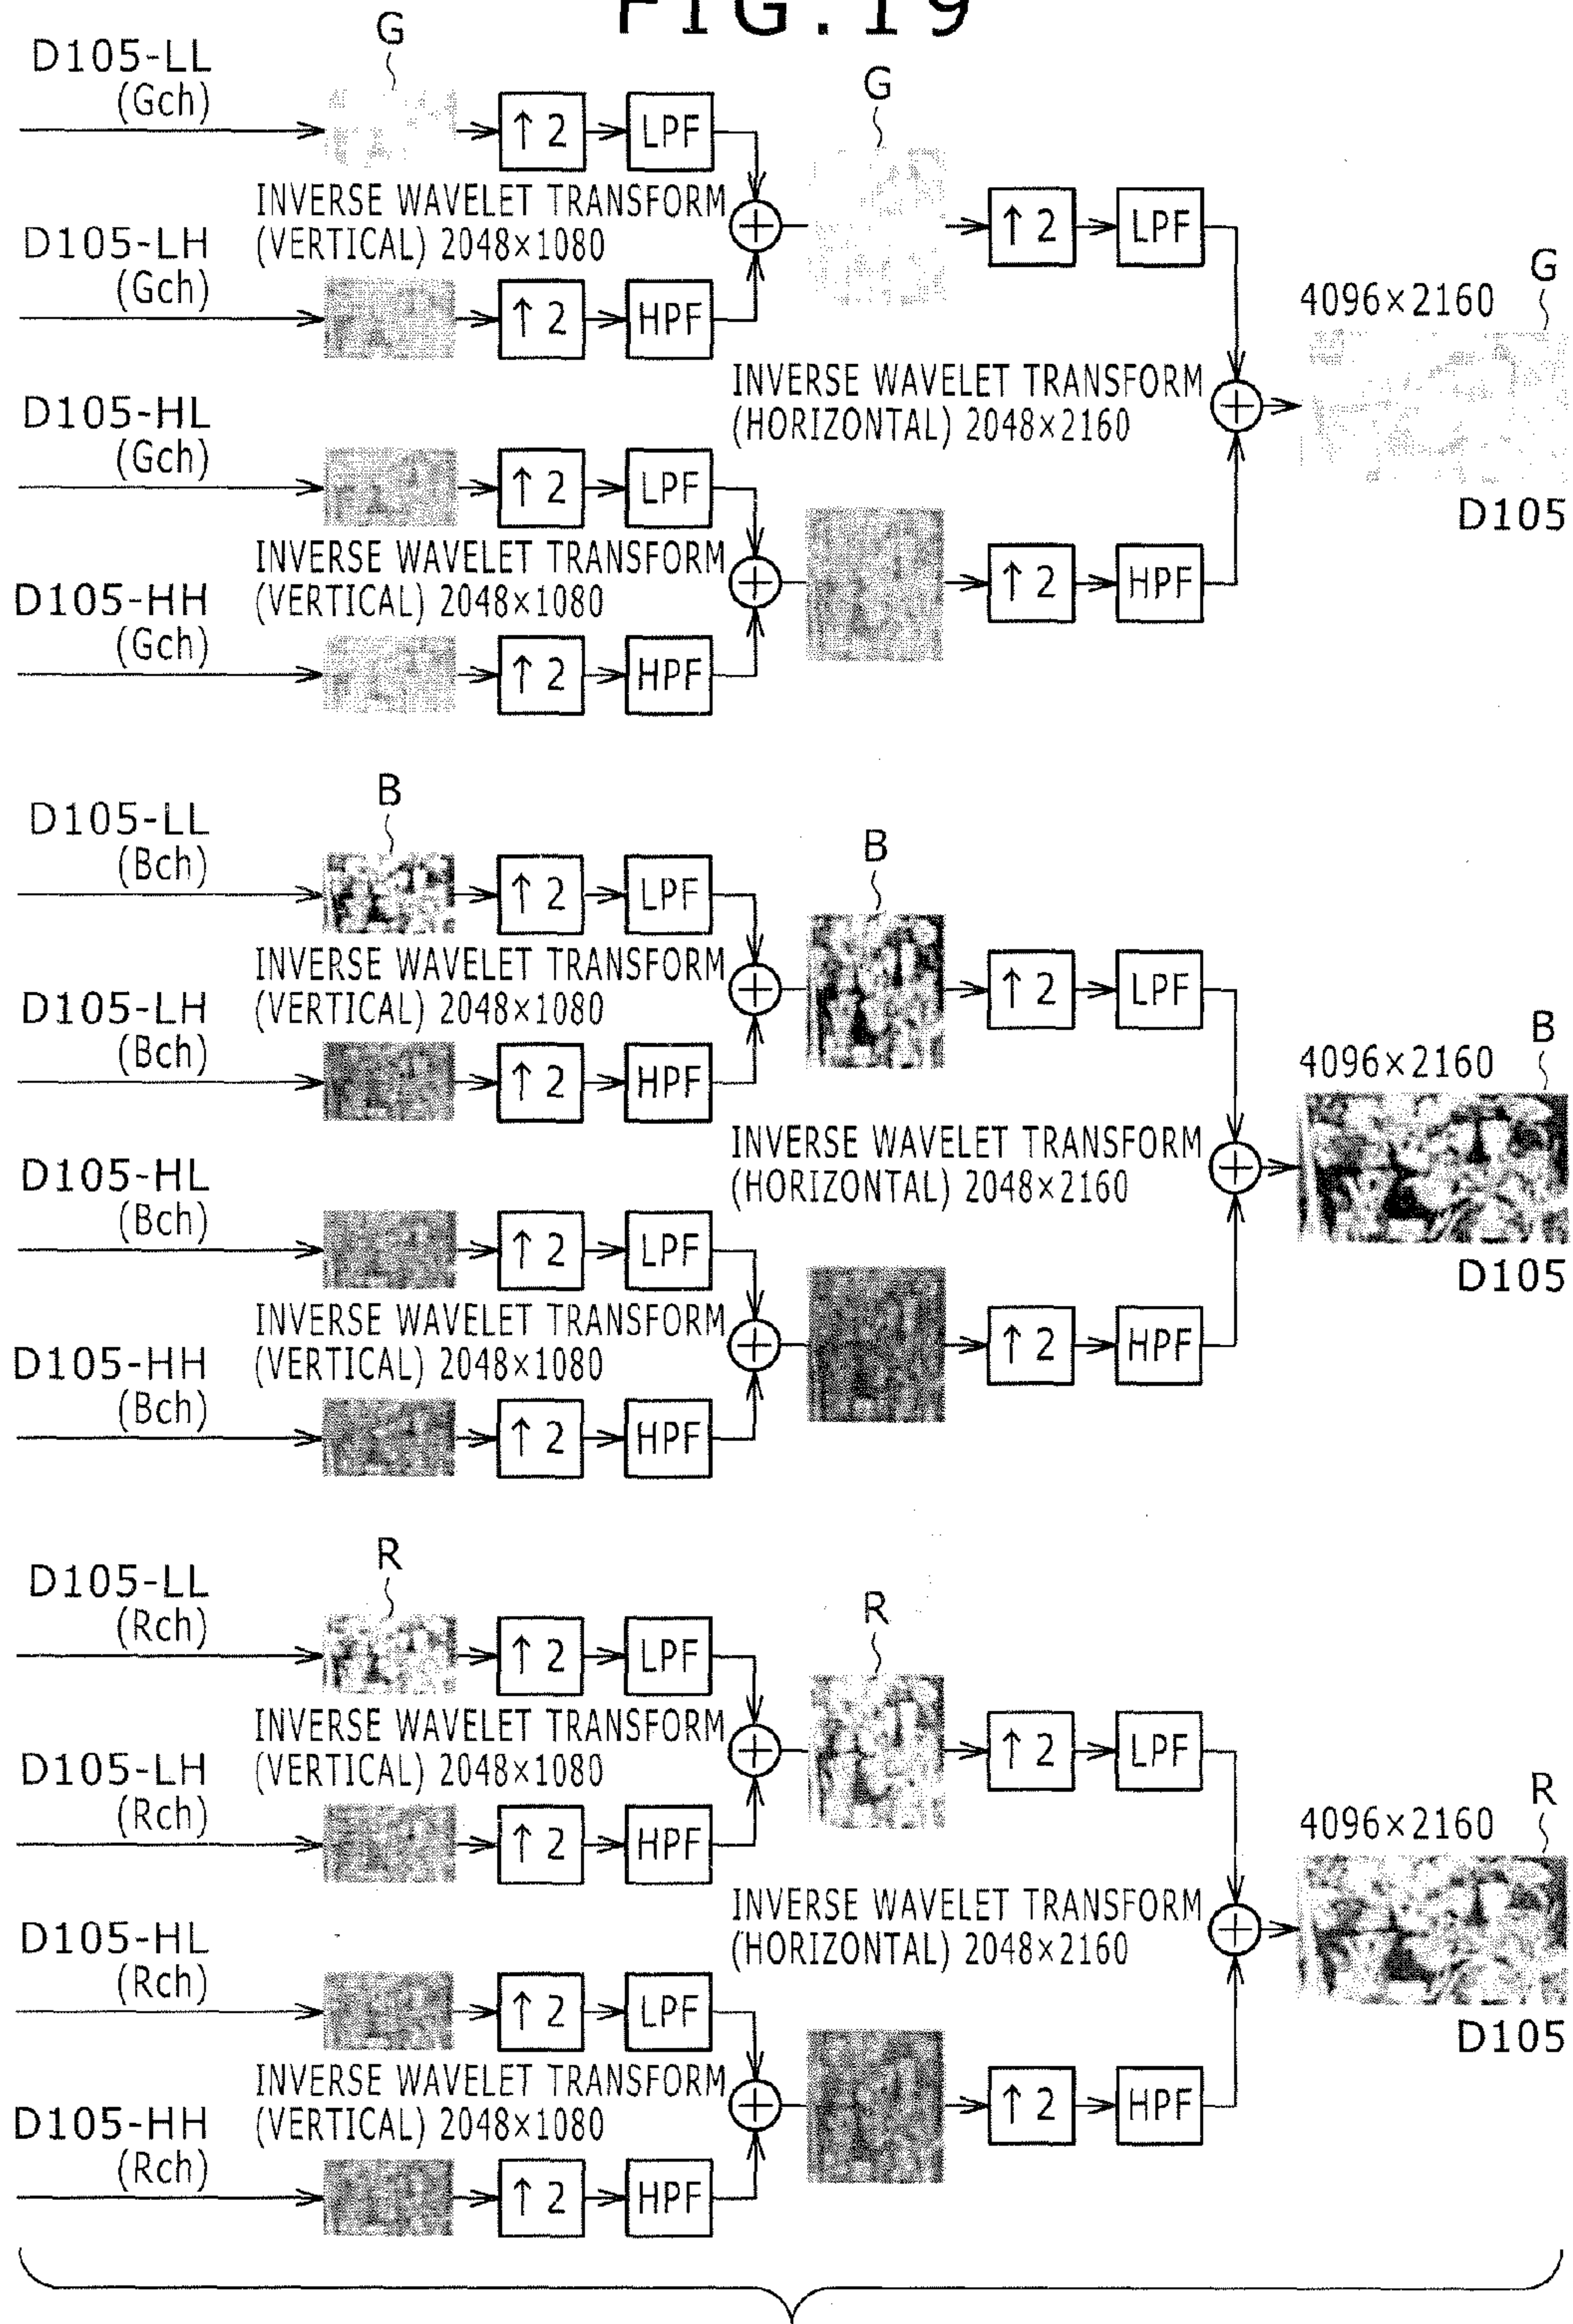 FIG.19
G
D105-LL
(Gch)
↑2
LPF
G
INVERSE WAVELET TRANSFORM
(VERTICAL) 2048×1080
D105-LH
(Gch)
↑2
HPF
↑2
LPF
G
4096×2160
INVERSE WAVELET TRANSFORM
(HORIZONTAL) 2048×2160
D105
D105-HL
(Gch)
↑2
LPF
INVERSE WAVELET TRANSFORM
(VERTICAL) 2048×1080
D105-HH
(Gch)
↑2
HPF
↑2
HPF
B
D105-LL
(Bch)
↑2
LPF
B
INVERSE WAVELET TRANSFORM
(VERTICAL) 2048×1080
D105-LH
(Bch)
↑2
HPF
↑2
LPF
B
4096×2160
INVERSE WAVELET TRANSFORM
(HORIZONTAL) 2048×2160
D105
D105-HL
(Bch)
↑2
LPF
INVERSE WAVELET TRANSFORM
(VERTICAL) 2048×1080
D105-HH
(Bch)
↑2
HPF
↑2
HPF
R
D105-LL
(Rch)
↑2
LPF
R
INVERSE WAVELET TRANSFORM
(VERTICAL) 2048×1080
D105-LH
(Rch)
↑2
HPF
↑2
LPF
R
4096×2160
INVERSE WAVELET TRANSFORM
(HORIZONTAL) 2048×2160
D105
D105-HL
(Rch)
↑2
LPF
INVERSE WAVELET TRANSFORM
(VERTICAL) 2048×1080
D105-HH
(Rch)
↑2
HPF
↑2
HPF